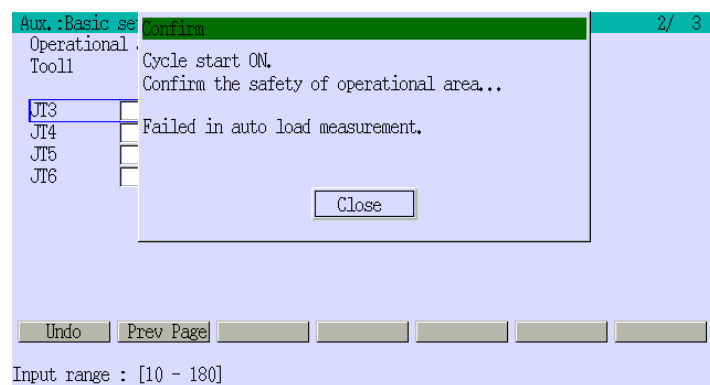 Aux.:Basic se
2/ 3
Confirm
Operational
Tool1
Cycle start ON.
Confirm the safety of operational area...
Failed in auto load measurement.
JT3
JT4
JT5
JT6
Close
Undo
Prev Page
Input range : [10 - 180]